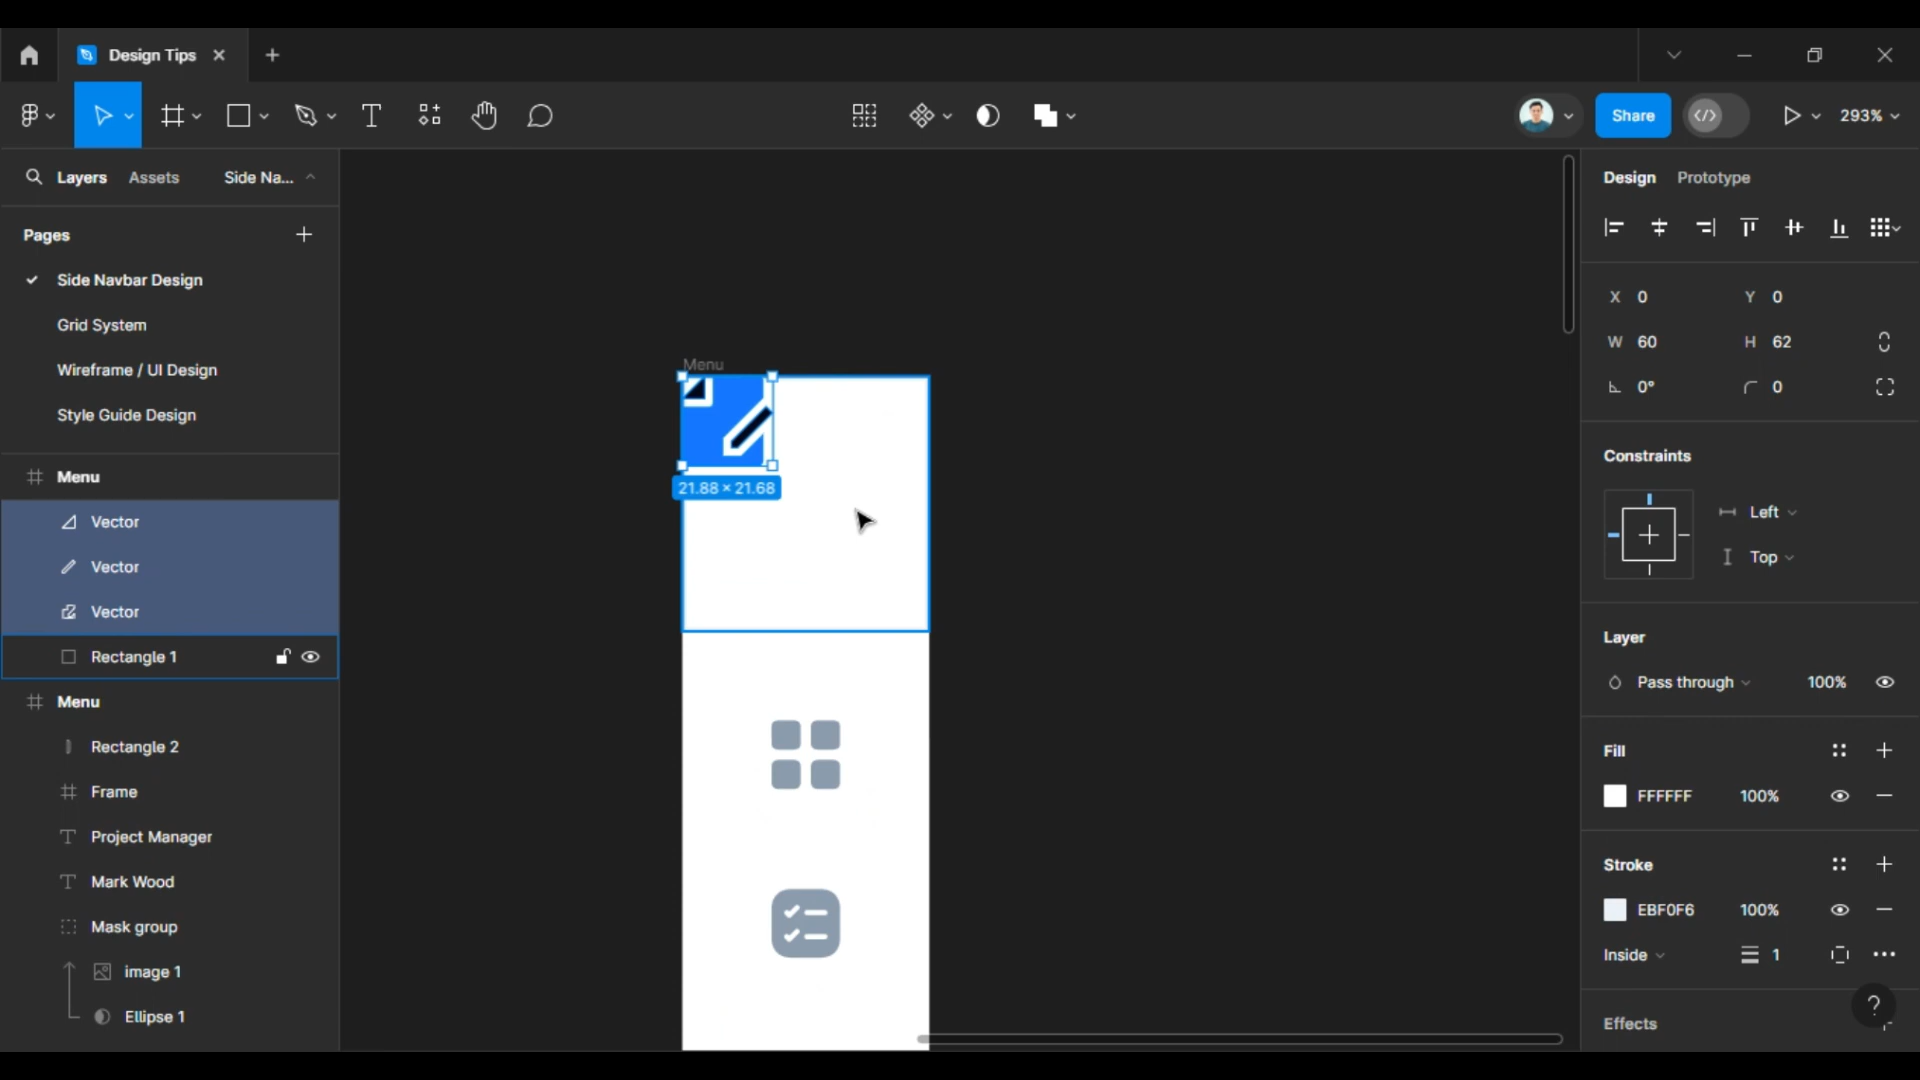 Design Tips
Share
293%
Layers Assets Side Na...
Design Prototype
Pages
Side Navbar Design
Grid System
Wireframe / UI Design
Style Guide Design
Menu
Vector
Vector
Vector
Rectangle 1
Menu
Rectangle 2
Frame
Project Manager
Mark Wood
Mask group
image 1
Ellipse 1
Menu
21.88 × 21.68
X 0 Y 0
W 60 H 62
0° 0
Constraints
Left
Top
Layer
Pass through 100%
Fill
FFFFFF 100%
Stroke
EBF0F6 100%
Inside 1
Effects
?